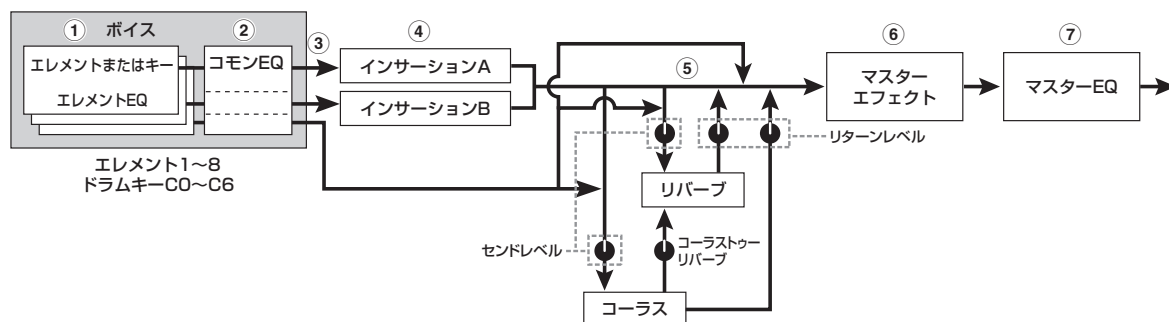 ① ボイス
エレメントまたはキー
エレメントEQ
②
コモンEQ
エレメント1～8
ドラムキーC0～C6
③
④
インサーションA
インサーションB
⑤
リターンレベル
リバーブ
センドレベル
コーラストゥー
リバーブ
コーラス
⑥
マスター
エフェクト
⑦
マスターEQ